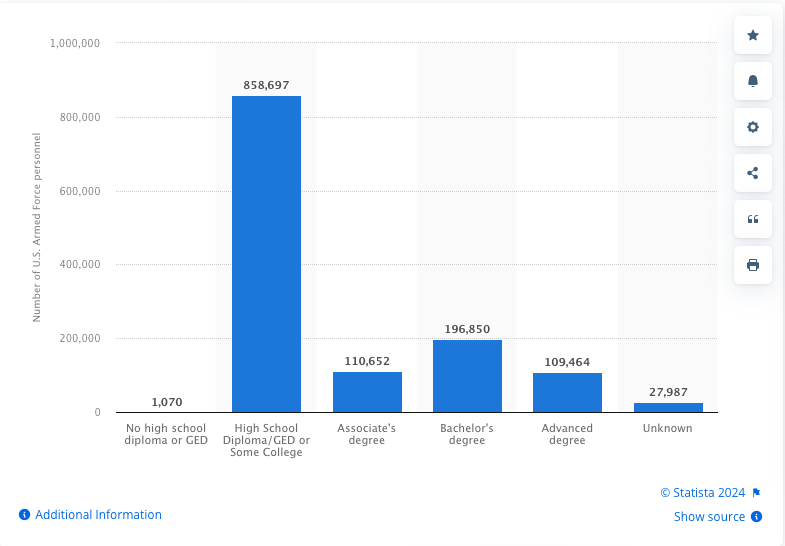 1,000,000
800,000
600,000
400,000
200,000
0
Number of U.S. Armed Force personnel
1,070
858,697
110,652
196,850
109,464
27,987
No high school
diploma or GED
High School
Diploma/GED or
Some College
Associate's
degree
Bachelor's
degree
Advanced
degree
Unknown
© Statista 2024
Additional Information
Show source